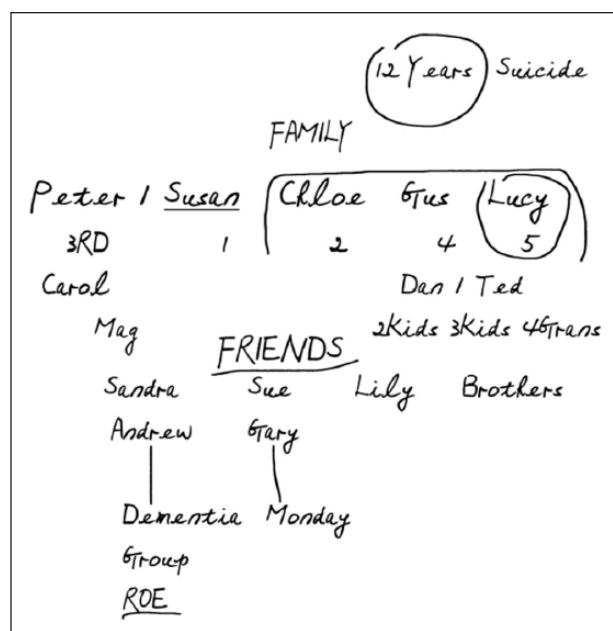 12 Years Suicide
FAMILY
Peter / Susan Chloe Gus Lucy
3RD 1 2 4 5
Carol Dan / Ted
Mag 2Kids 3Kids 4GTrans
FRIENDS
Sandra Sue Lily Brothers
Andrew Gary
Dementia Monday
Group
ROE